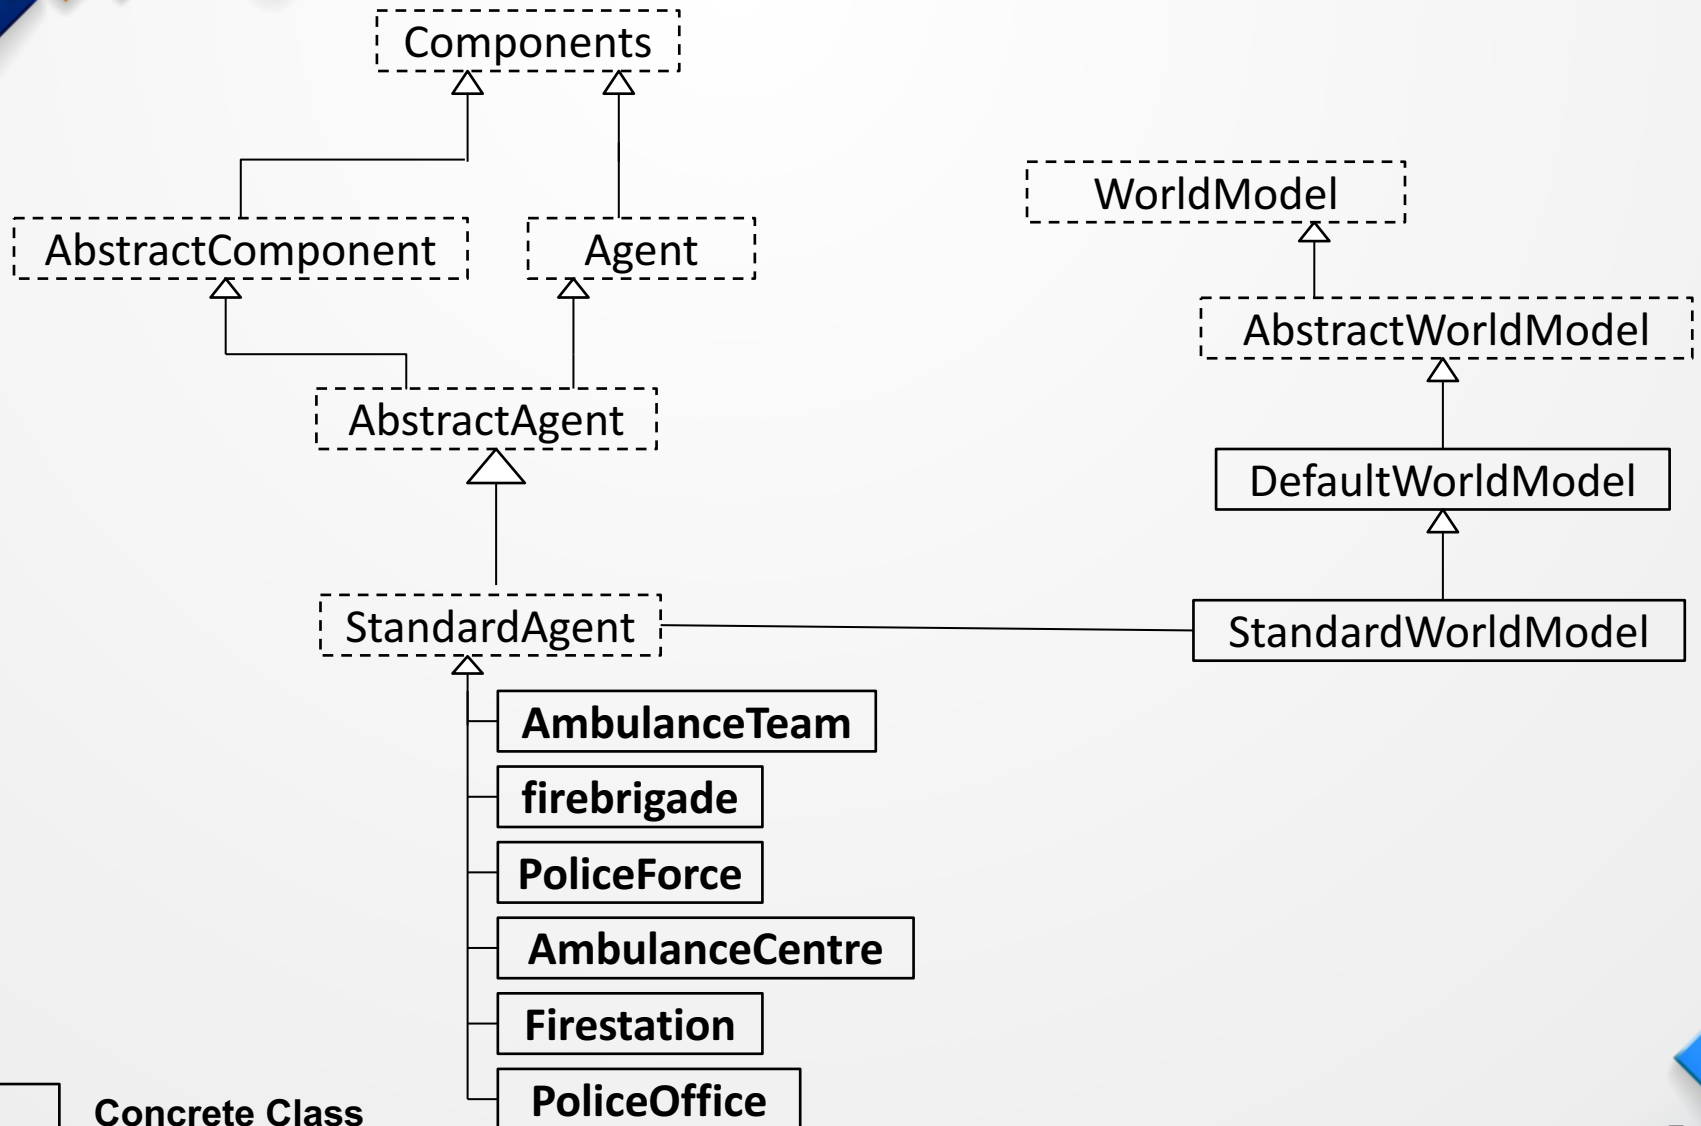 Components
WorldModel
AbstractComponent
Agent
AbstractWorldModel
AbstractAgent
DefaultWorldModel
StandardAgent
StandardWorldModel
AmbulanceTeam
firebrigade
PoliceForce
AmbulanceCentre
Firestation
PoliceOffice
Concrete Class